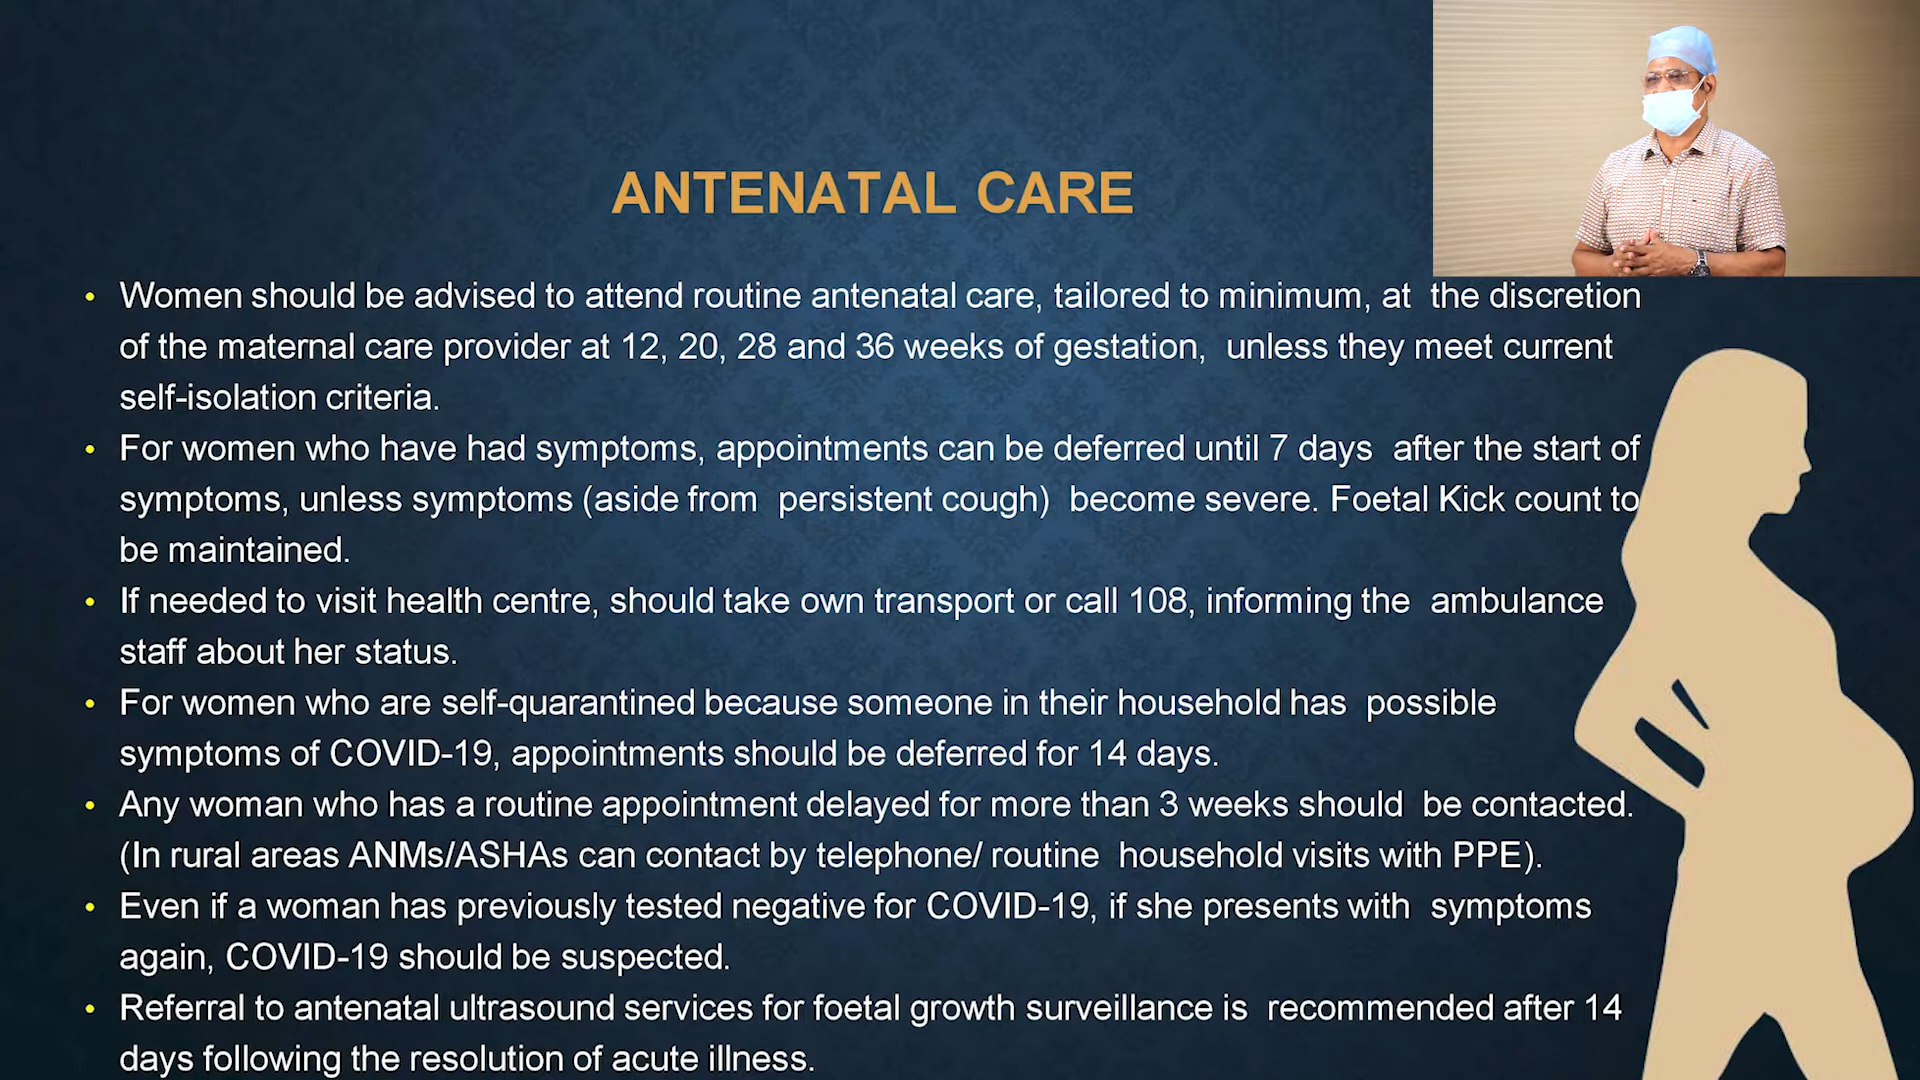 ANTENATAL CARE
• Women should be advised to attend routine antenatal care, tailored to minimum, at the discretion
of the maternal care provider at 12, 20, 28 and 36 weeks of gestation, unless they meet current
self-isolation criteria.
• For women who have had symptoms, appointments can be deferred until 7 days after the start of
symptoms, unless symptoms (aside from persistent cough) become severe. Foetal Kick count to
be maintained.
• If needed to visit health centre, should take own transport or call 108, informing the ambulance
staff about her status.
• For women who are self-quarantined because someone in their household has possible
symptoms of COVID-19, appointments should be deferred for 14 days.
• Any woman who has a routine appointment delayed for more than 3 weeks should be contacted.
(In rural areas ANMs/ASHAs can contact by telephone/ routine household visits with PPE).
• Even if a woman has previously tested negative for COVID-19, if she presents with symptoms
again, COVID-19 should be suspected.
• Referral to antenatal ultrasound services for foetal growth surveillance is recommended after 14
days following the resolution of acute illness.